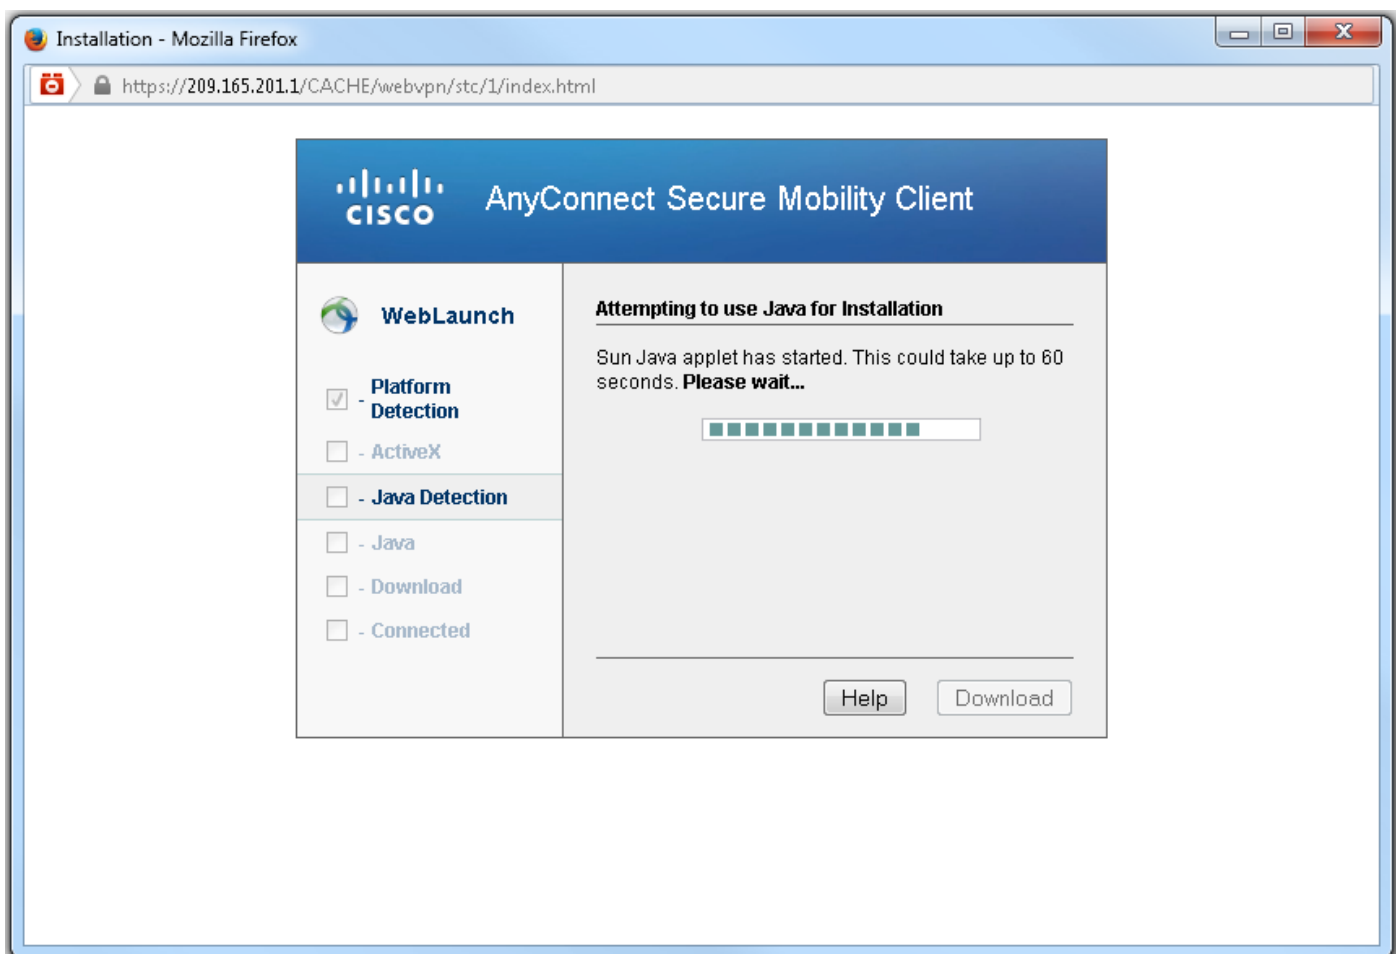 Installation - Mozilla Firefox
https://209.165.201.1/CACHE/webvpn/stc/1/index.html
CISCO
AnyConnect Secure Mobility Client
WebLaunch
- Platform
Detection
- ActiveX
- Java Detection
- Java
- Download
- Connected
Attempting to use Java for Installation
Sun Java applet has started. This could take up to 60
seconds. Please wait...
Help
Download